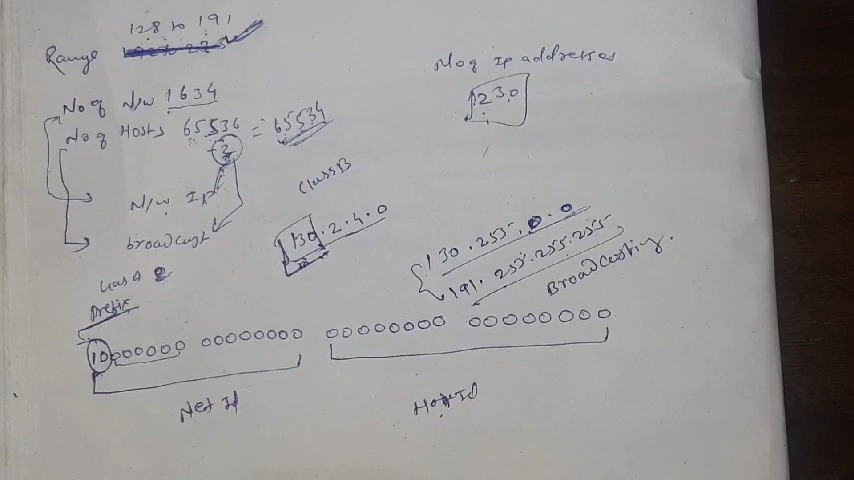 128 to 191
Range
No of N/w 1634
No of Hosts 65536 = 65534
-2
N/w Ip
broadcast
No of Ip addresses
230
Class B
130.2.4.0
130.255.0.0
191.255.255.255
Broadcasting.
Prefix
10000000 00000000 00000000 00000000
Net Id
Host Id